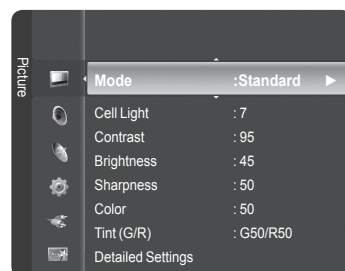 Picture
Mode :Standard ►
Cell Light : 7
Contrast : 95
Brightness : 45
Sharpness : 50
Color : 50
Tint (G/R) : G50/R50
Detailed Settings